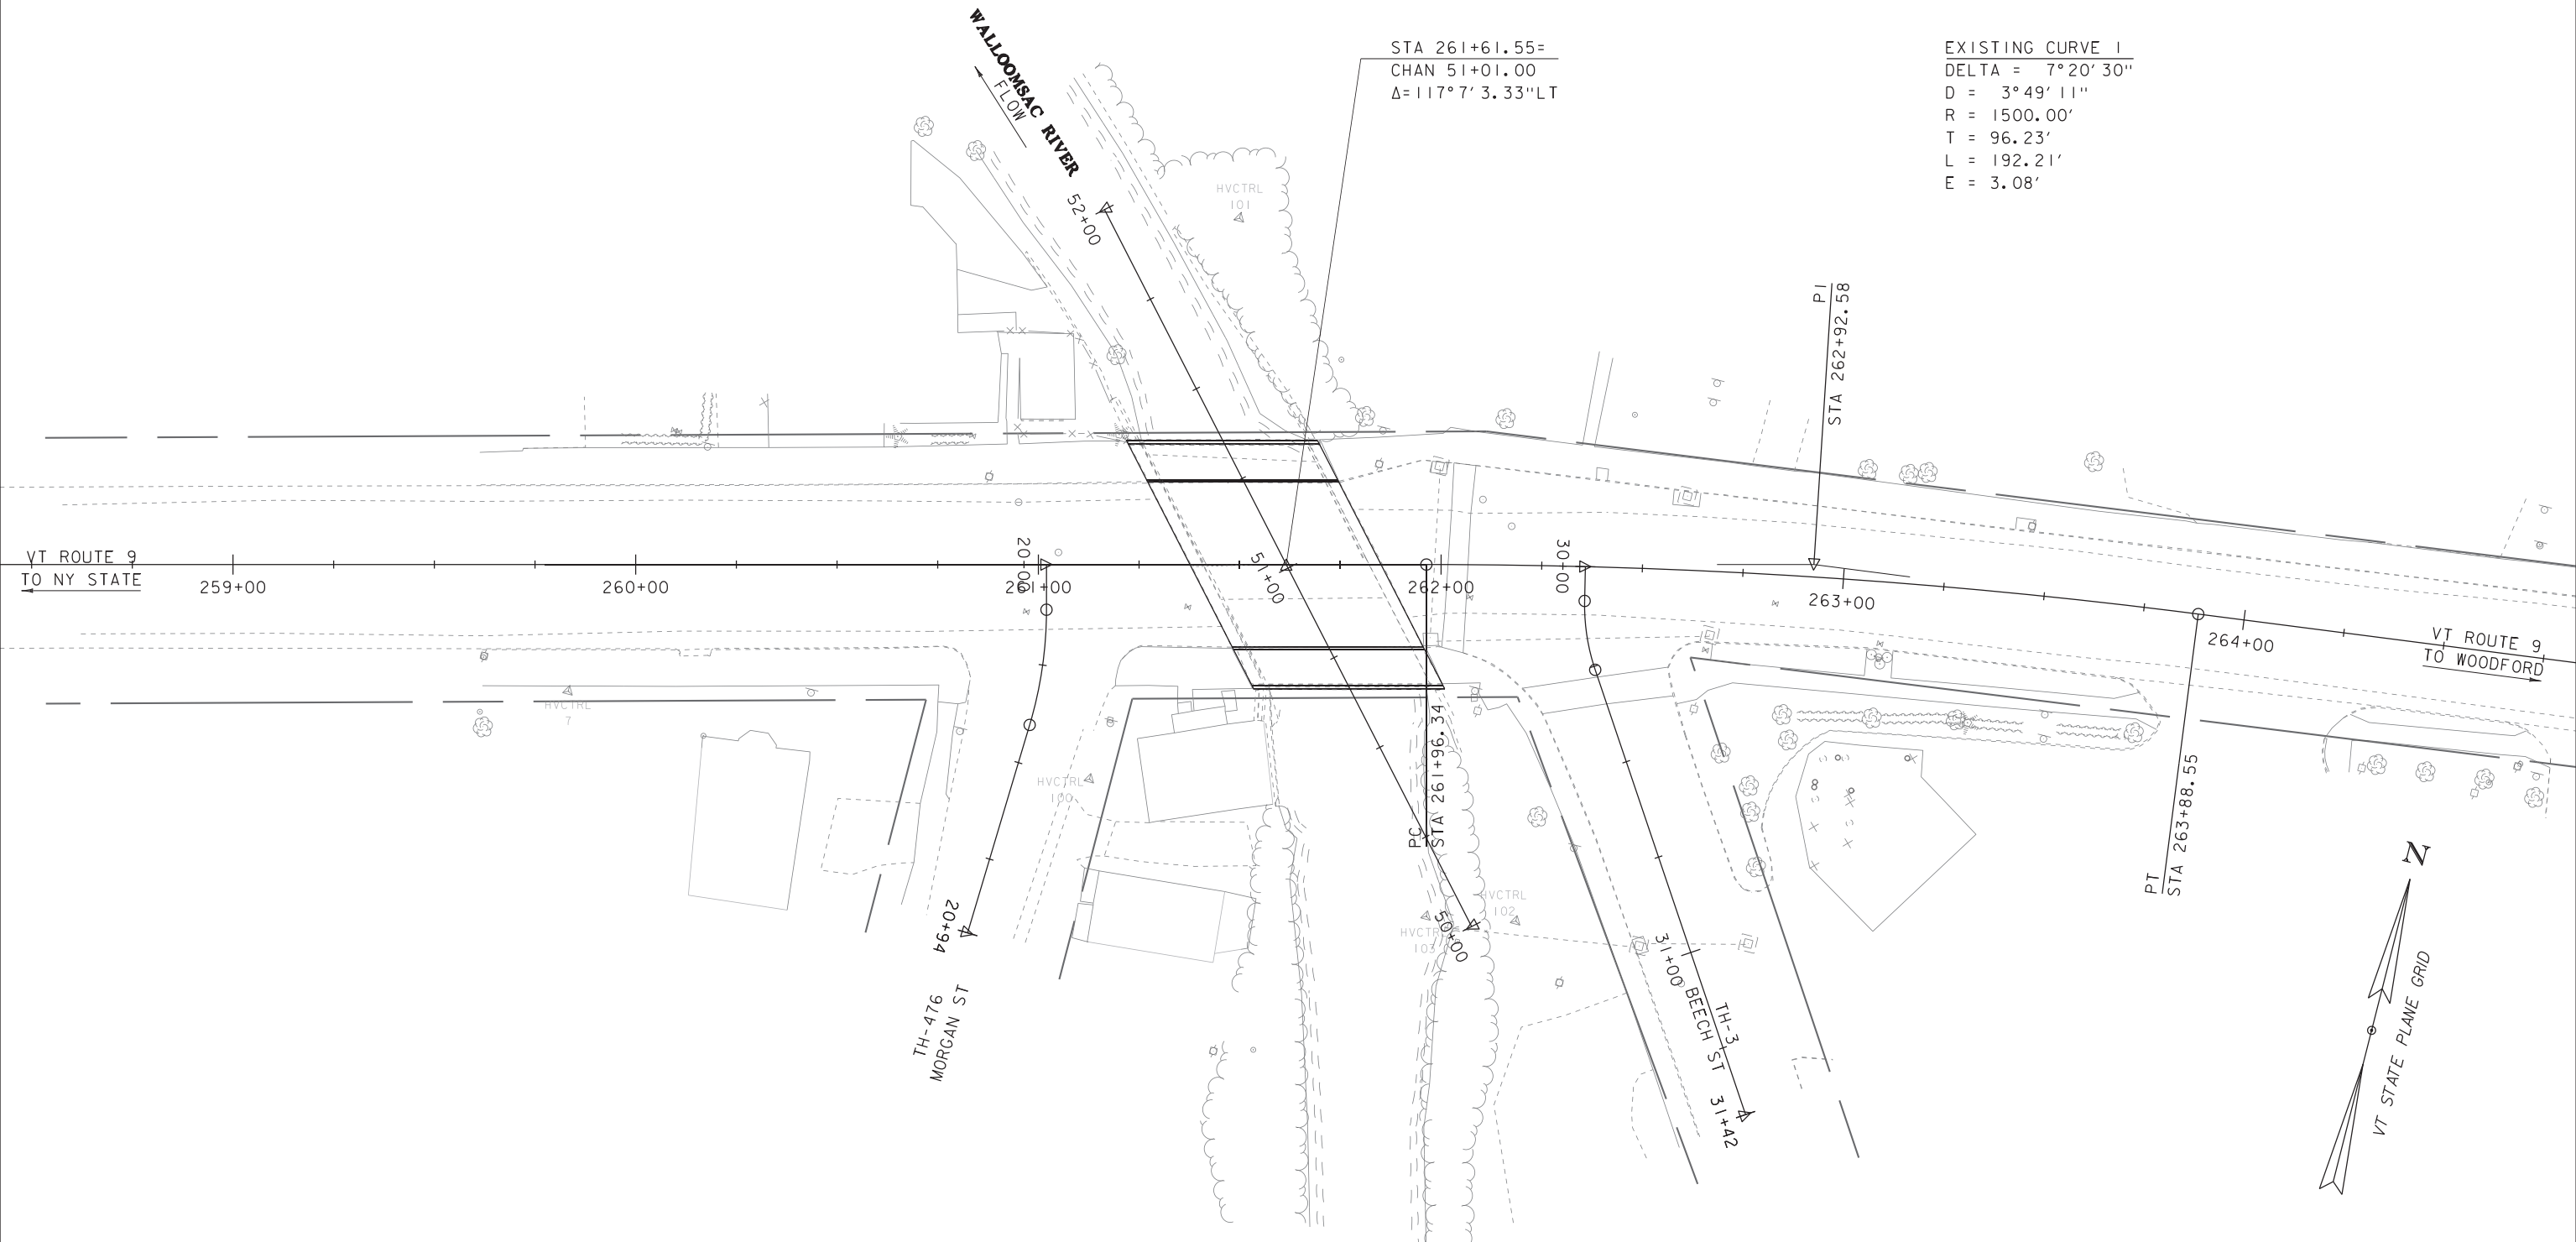 WALLOOMSAC RIVER
FLOW
STA 261+61.55=
CHAN 51+01.00
Δ=117°7'3.33"LT
EXISTING CURVE 1
DELTA = 7°20'30"
D = 3°49'11"
R = 1500.00'
T = 96.23'
L = 192.21'
E = 3.08'
HVCTRL
101
52+00
PI
STA 262+92.58
VT ROUTE 9
TO NY STATE
259+00
260+00
20+00
261+00
51+00
262+00
30+00
263+00
264+00
VT ROUTE 9
TO WOODFORD
HVCTRL
7
HVCTRL
100
PC
STA 261+96.34
PT
STA 263+88.55
HVCTRL
102
HVCTRL
103
50+00
20+94
TH-476
MORGAN ST
31+00
BEECH ST
TH-3
31+42
N
VT STATE PLANE GRID